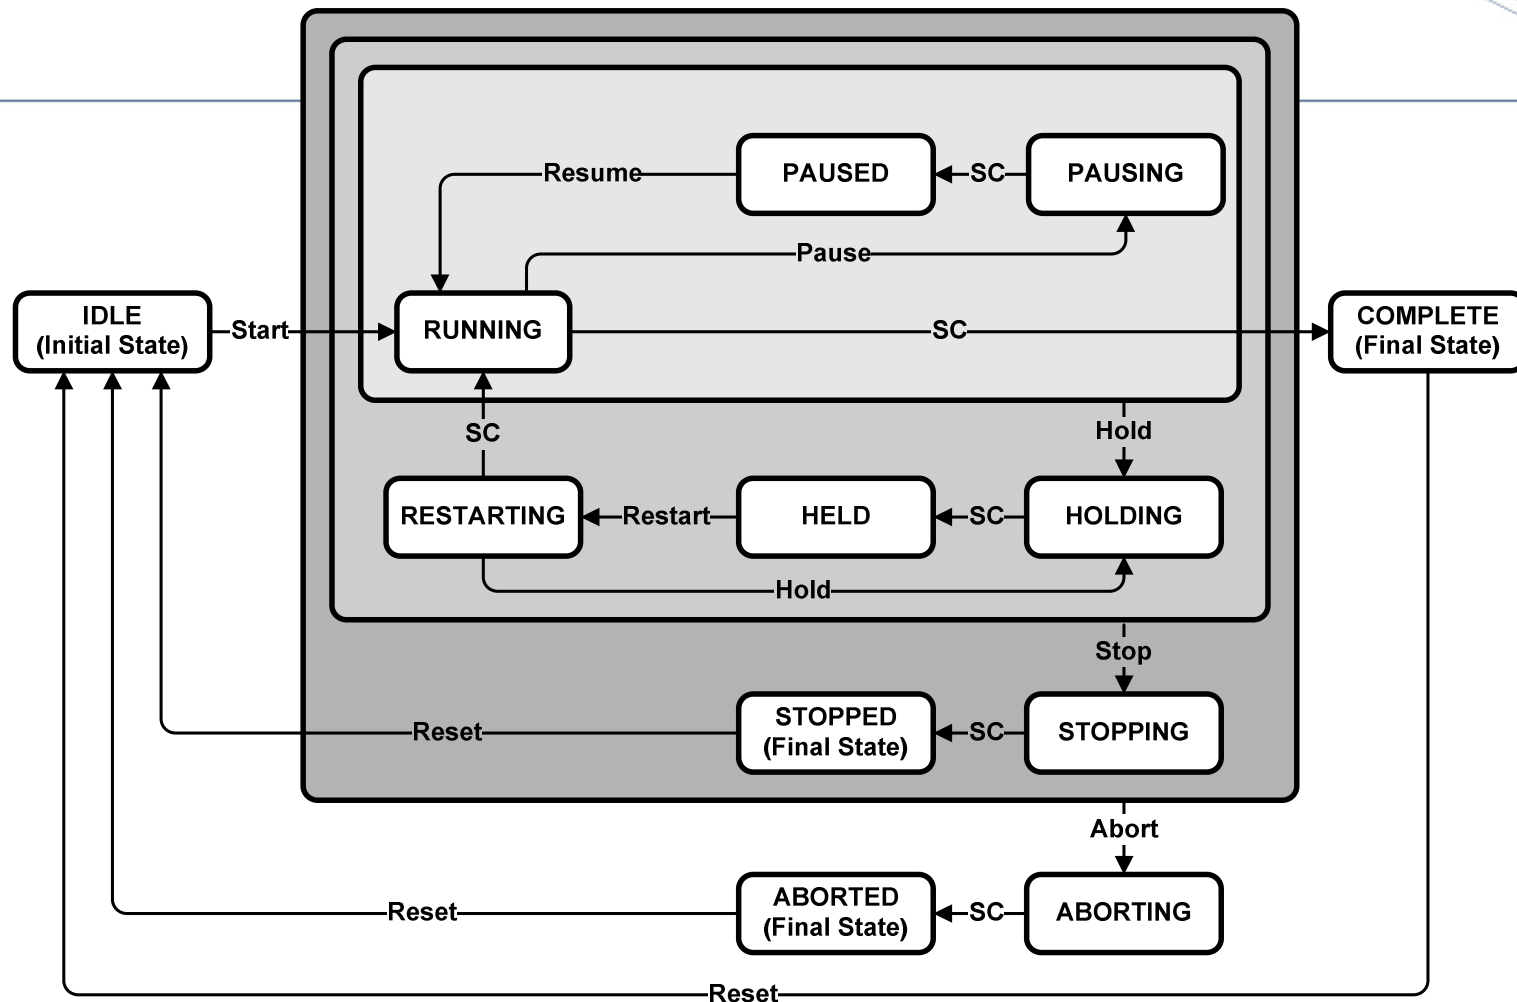 Resume
PAUSED
SC
PAUSING
Pause
IDLE
(Initial State)
Start
RUNNING
SC
COMPLETE
(Final State)
SC
Hold
RESTARTING
Restart
HELD
SC
HOLDING
Hold
Stop
Reset
STOPPED
(Final State)
SC
STOPPING
Abort
Reset
ABORTED
(Final State)
SC
ABORTING
Reset